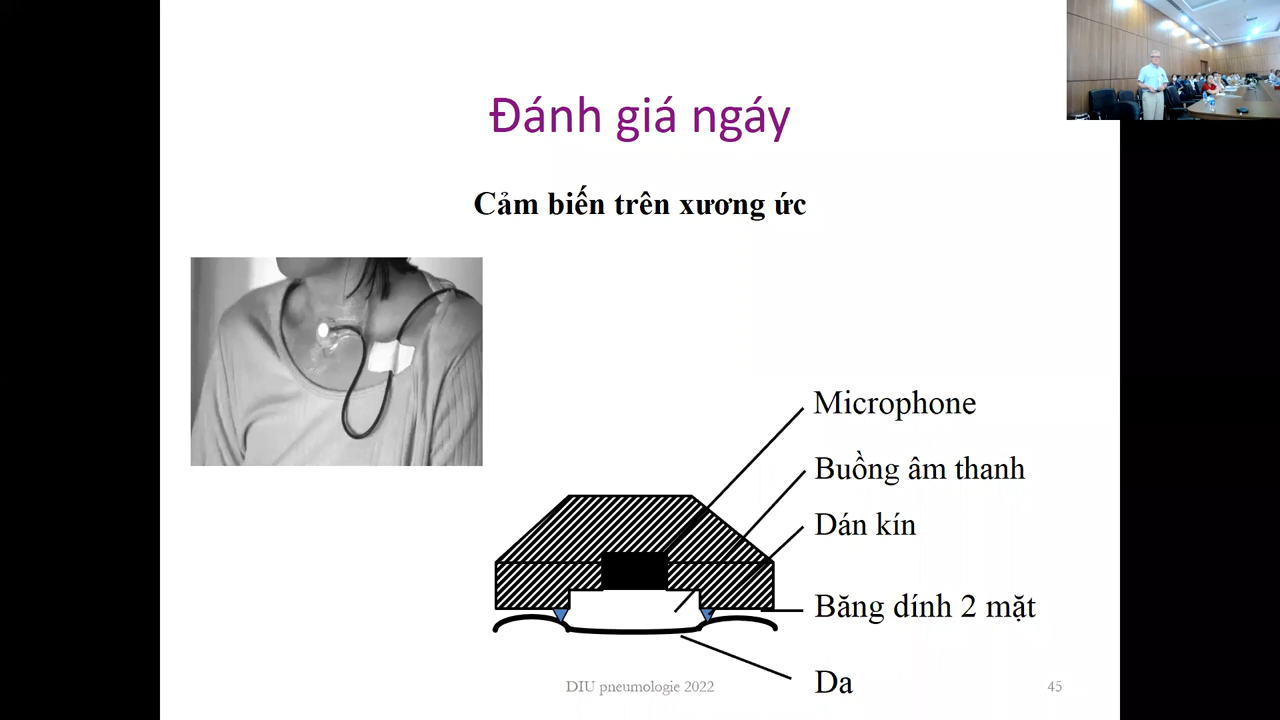 Đánh giá ngáy
Cảm biến trên xương ức
Microphone
Buồng âm thanh
Dán kín
Băng dính 2 mặt
Da
DIU pneumologie 2022
45